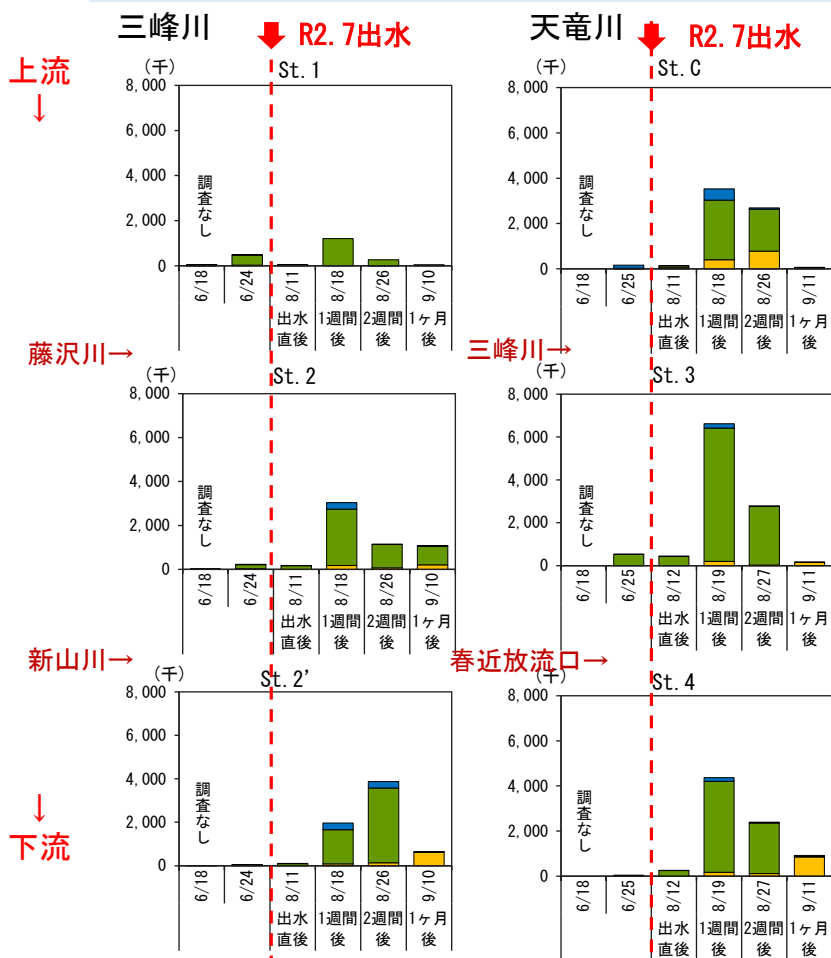 三峰川
R2.7出水
天竜川
R2.7出水
上流
↓
(千)
St.1
8,000
6,000
4,000
2,000
0
調査なし
6/18
6/24
8/11
8/18
8/26
9/10
出水直後
1週間後
2週間後
1ヶ月後
(千)
St.C
8,000
6,000
4,000
2,000
0
調査なし
6/18
6/25
8/11
8/18
8/26
9/11
出水直後
1週間後
2週間後
1ヶ月後
藤沢川→
三峰川→
(千)
St.2
8,000
6,000
4,000
2,000
0
調査なし
6/18
6/24
8/11
8/18
8/26
9/10
出水直後
1週間後
2週間後
1ヶ月後
(千)
St.3
8,000
6,000
4,000
2,000
0
調査なし
6/18
6/25
8/12
8/19
8/27
9/11
出水直後
1週間後
2週間後
1ヶ月後
新山川→
春近放流口→
(千)
St.2'
8,000
6,000
4,000
2,000
0
調査なし
6/18
6/24
8/11
8/18
8/26
9/10
出水直後
1週間後
2週間後
1ヶ月後
(千)
St.4
8,000
6,000
4,000
2,000
0
調査なし
6/18
6/25
8/12
8/19
8/27
9/11
出水直後
1週間後
2週間後
1ヶ月後
↓
下流